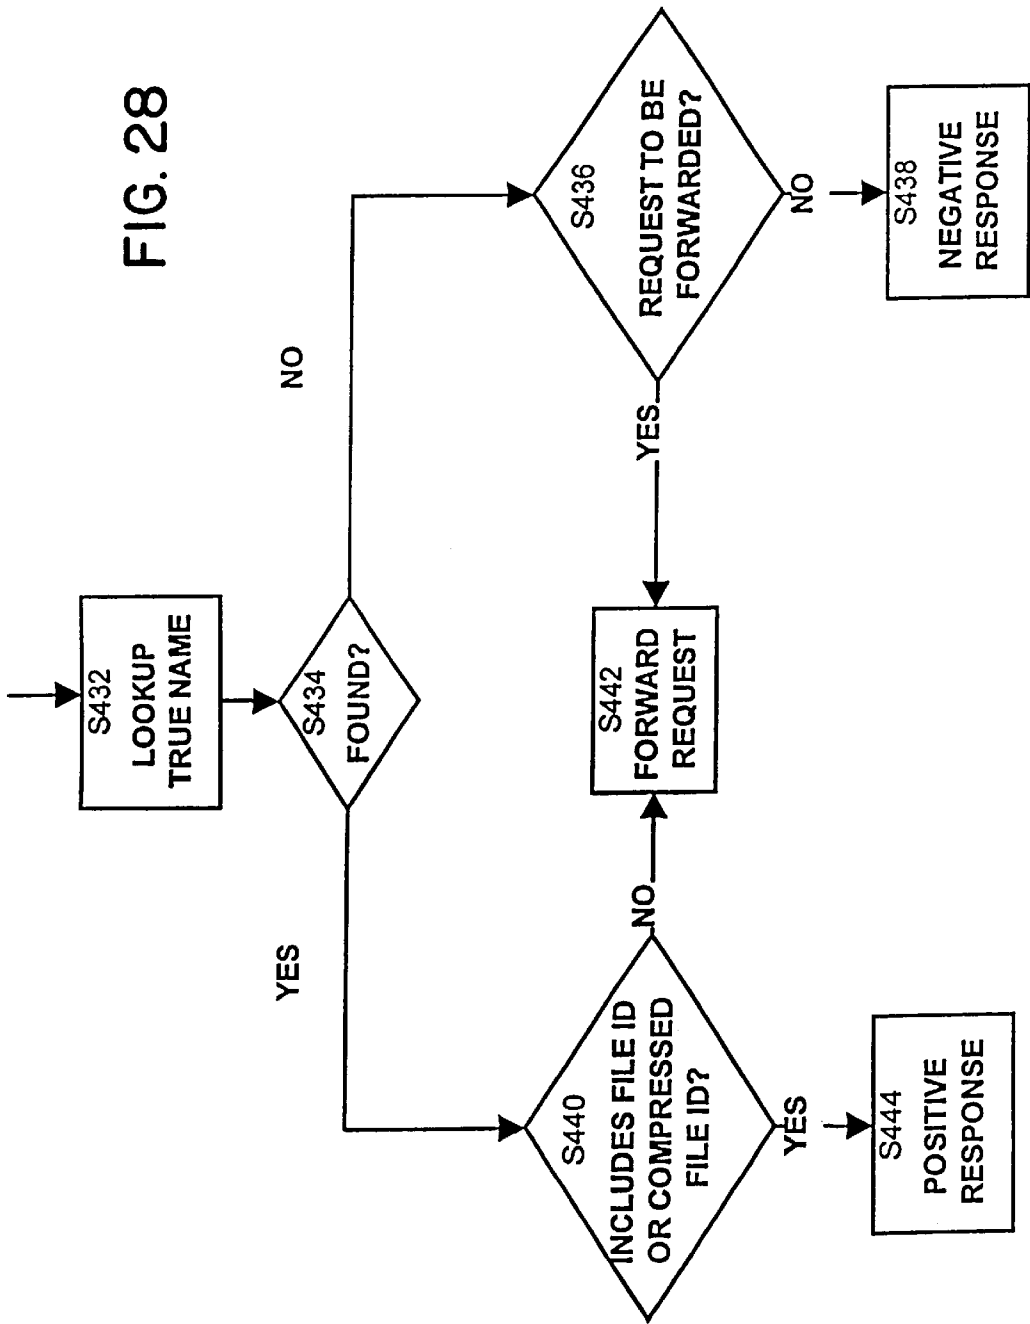 FIG. 28
S432
LOOKUP
TRUE NAME
S434
FOUND?
YES
NO
S440
INCLUDES FILE ID
OR COMPRESSED
FILE ID?
NO
S442
FORWARD
REQUEST
YES
S436
REQUEST TO BE
FORWARDED?
YES
S444
POSITIVE
RESPONSE
NO
S438
NEGATIVE
RESPONSE